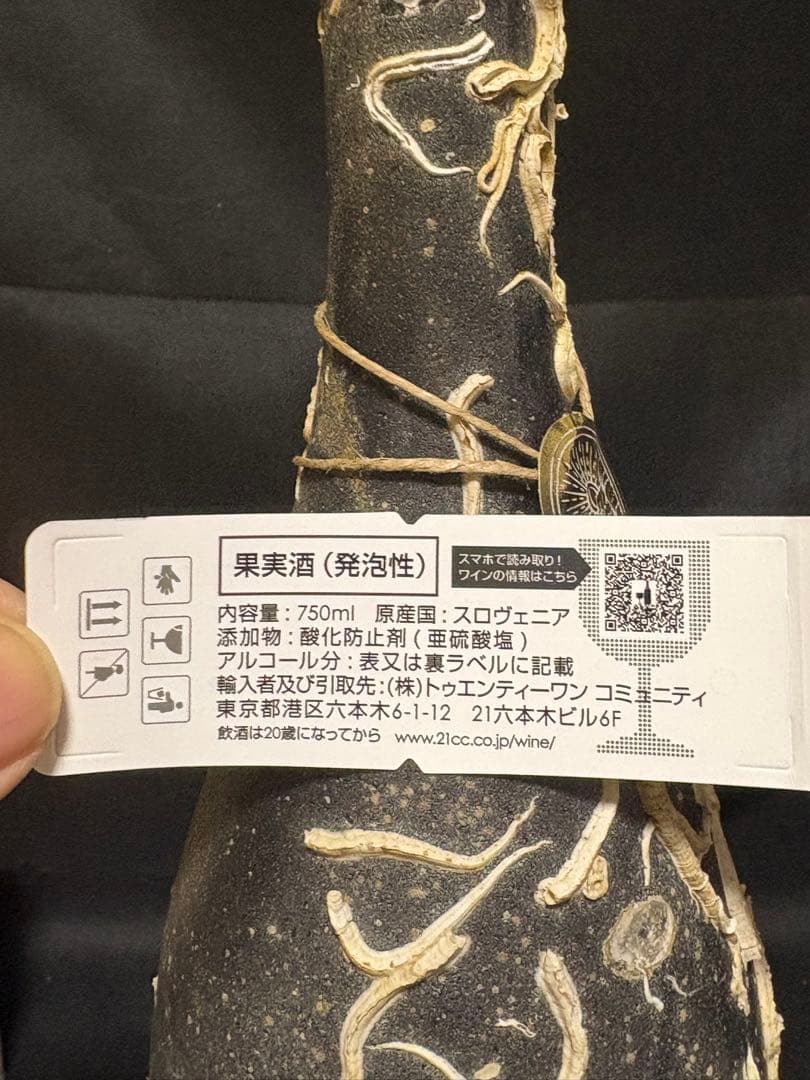 果実酒（発泡性）
スマホで読み取り！
ワインの情報はこちら
内容量：750ml 原産国：スロヴェニア
添加物：酸化防止剤（亜硫酸塩）
アルコール分：表又は裏ラベルに記載
輸入者及び引取先：(株)トゥエンティーワン コミュニティ
東京都港区六本木6-1-12 21六本木ビル6F
飲酒は20歳になってから www.21cc.co.jp/wine/